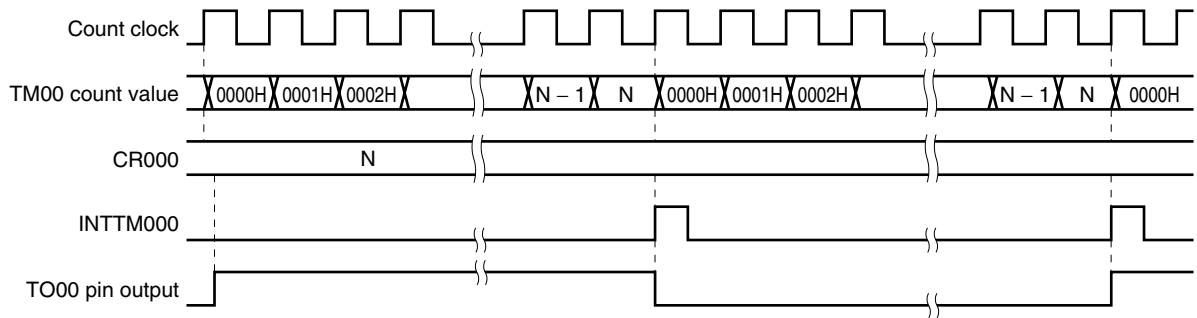 Count clock
TM00 count value 0000H 0001H 0002H N – 1 N 0000H 0001H 0002H N – 1 N 0000H
CR000 N
INTTM000
TO00 pin output